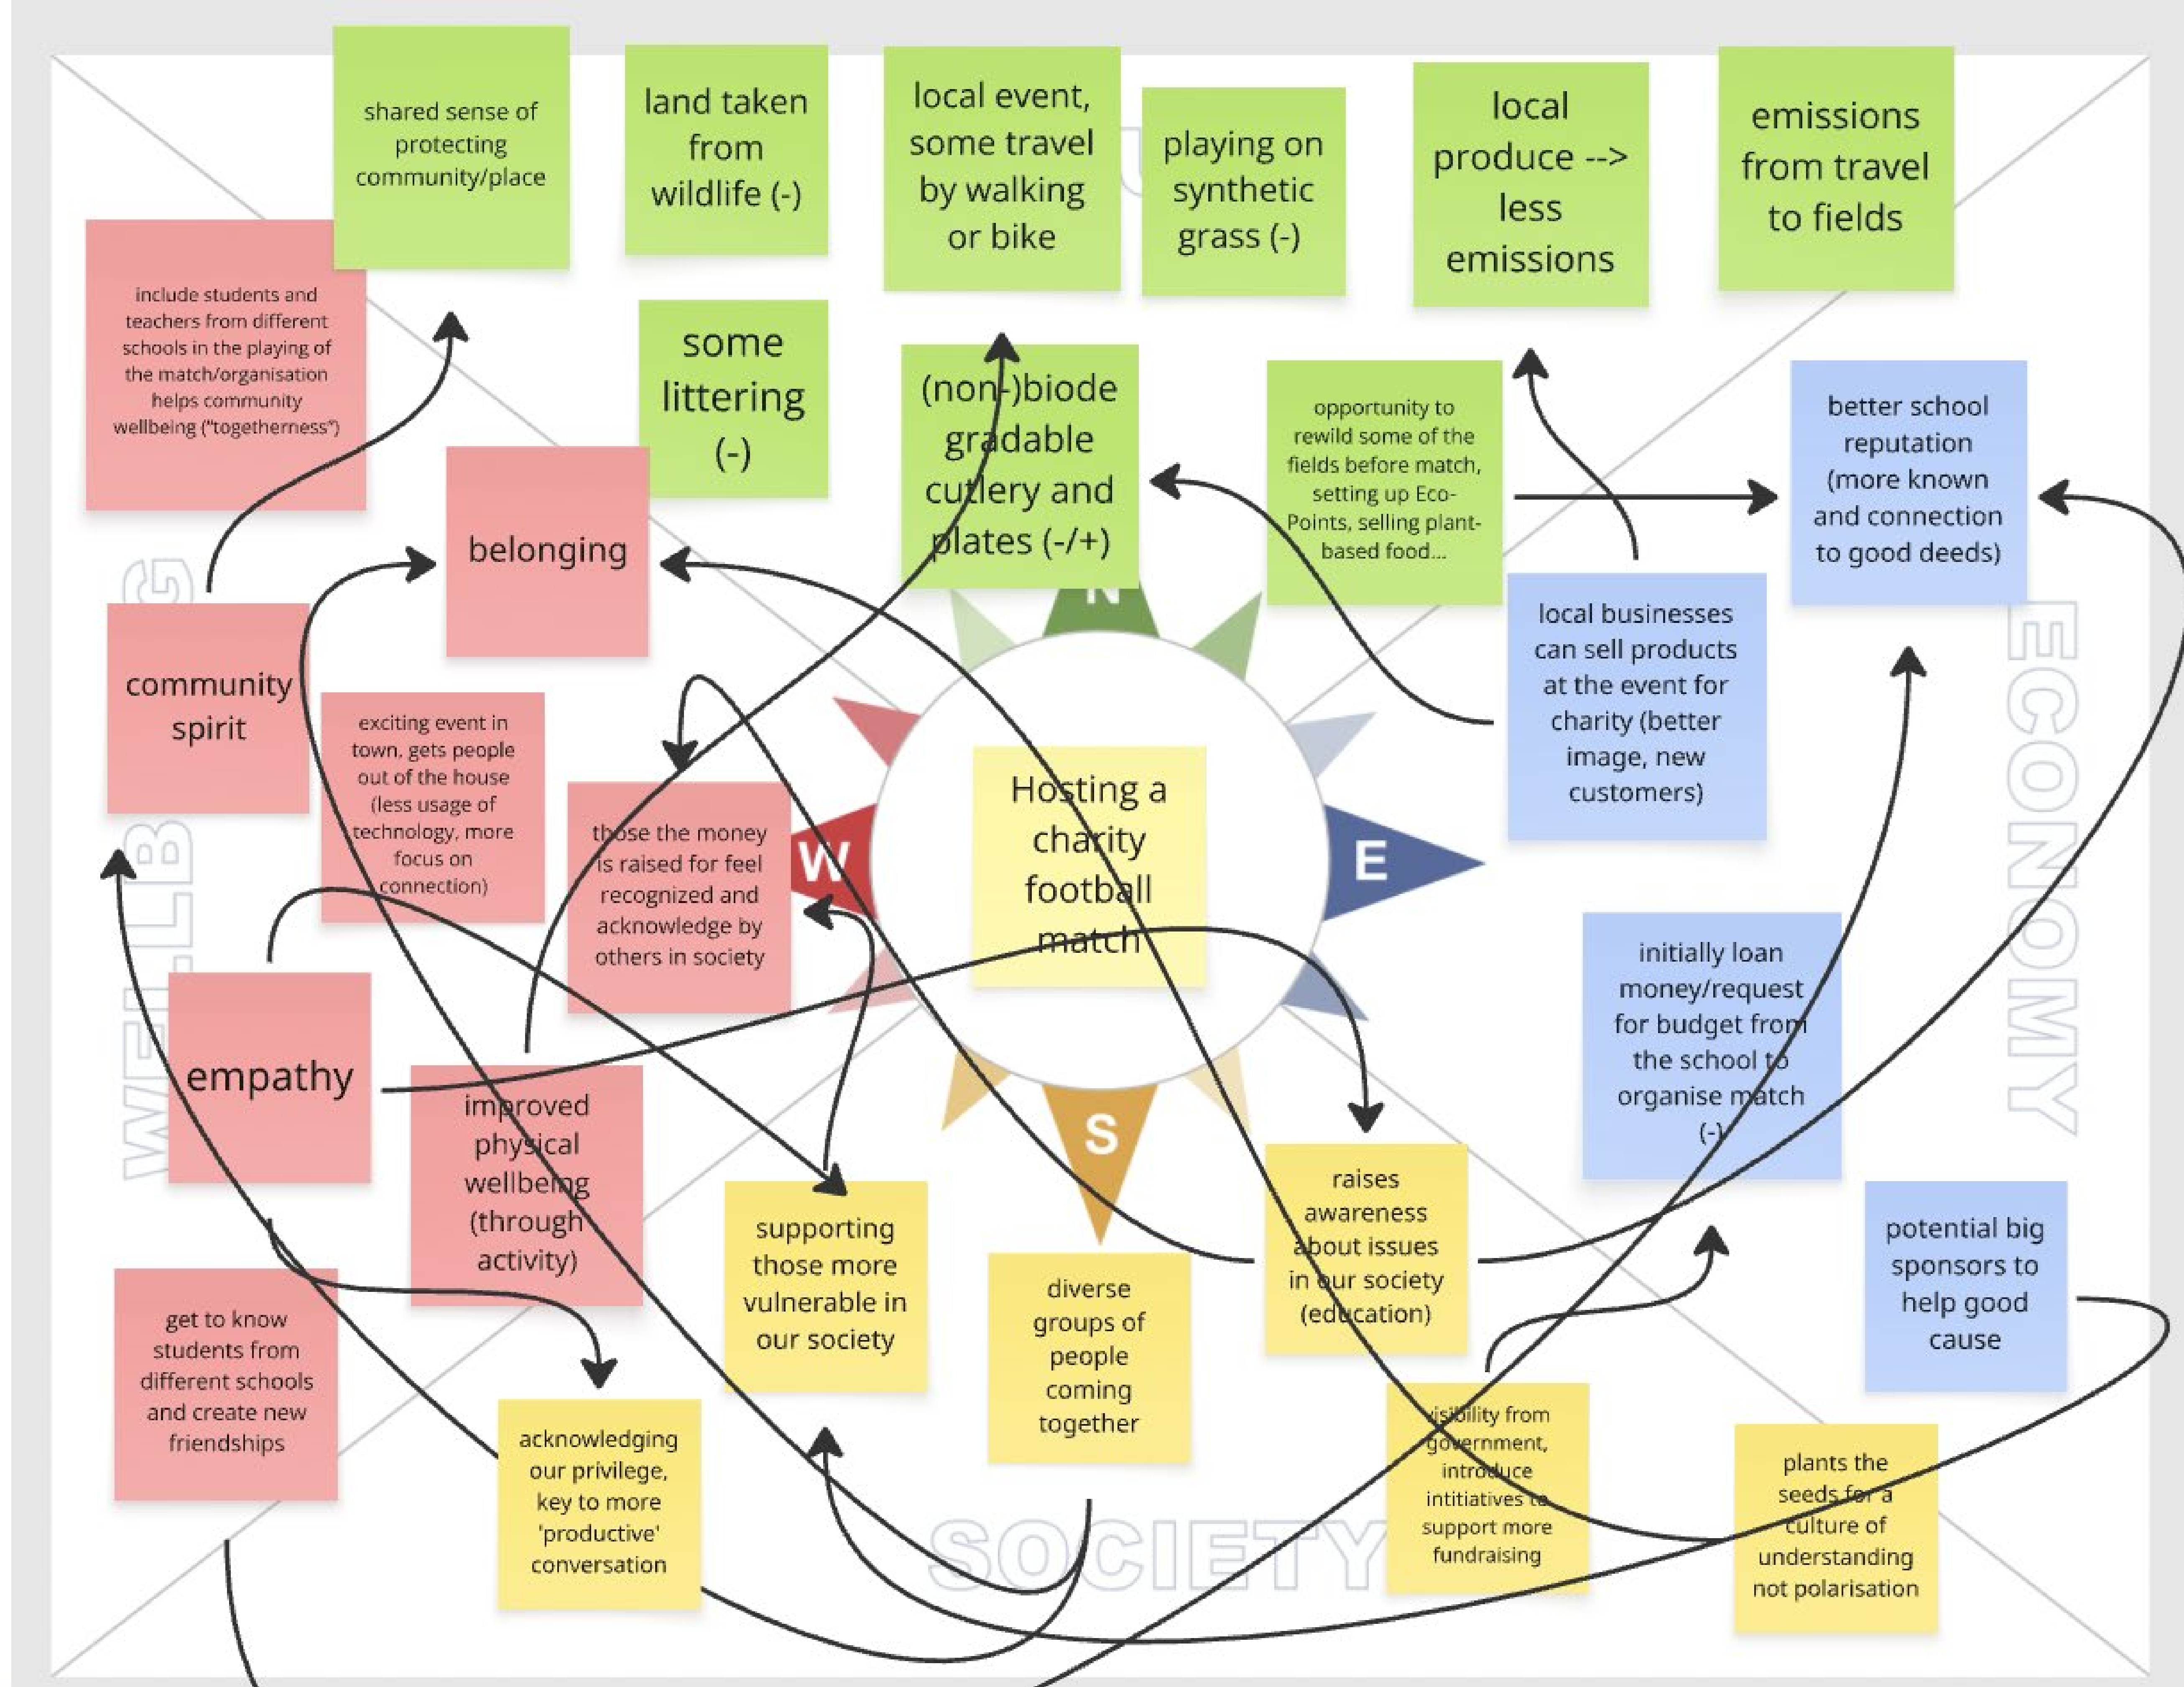 shared sense of
protecting
community/place
land taken
from
wildlife (-)
local event,
some travel
by walking
or bike
playing on
synthetic
grass (-)
local
produce -->
less
emissions
emissions
from travel
to fields
include students and
teachers from different
schools in the playing of
the match/organisation
helps community
wellbeing ("togetherness")
some
littering
(-)
(non-)biode
gradable
cutlery and
plates (-/+)
opportunity to
rewild some of the
fields before match,
setting up Eco-
Points, selling plant-
based food...
better school
reputation
(more known
and connection
to good deeds)
belonging
community
spirit
exciting event in
town, gets people
out of the house
(less usage of
technology, more
focus on
connection)
those the money
is raised for feel
recognized and
acknowledge by
others in society
N
W
E
S
Hosting a
charity
football
match
local businesses
can sell products
at the event for
charity (better
image, new
customers)
ECONOMY
initially loan
money/request
for budget from
the school to
organise match
(-)
empathy
improved
physical
wellbeing
(through
activity)
supporting
those more
vulnerable in
our society
diverse
groups of
people
coming
together
raises
awareness
about issues
in our society
(education)
potential big
sponsors to
help good
cause
get to know
students from
different schools
and create new
friendships
acknowledging
our privilege,
key to more
'productive'
conversation
SOCIETY
visibility from
government,
introduce
intitiatives to
support more
fundraising
plants the
seeds for a
culture of
understanding
not polarisation